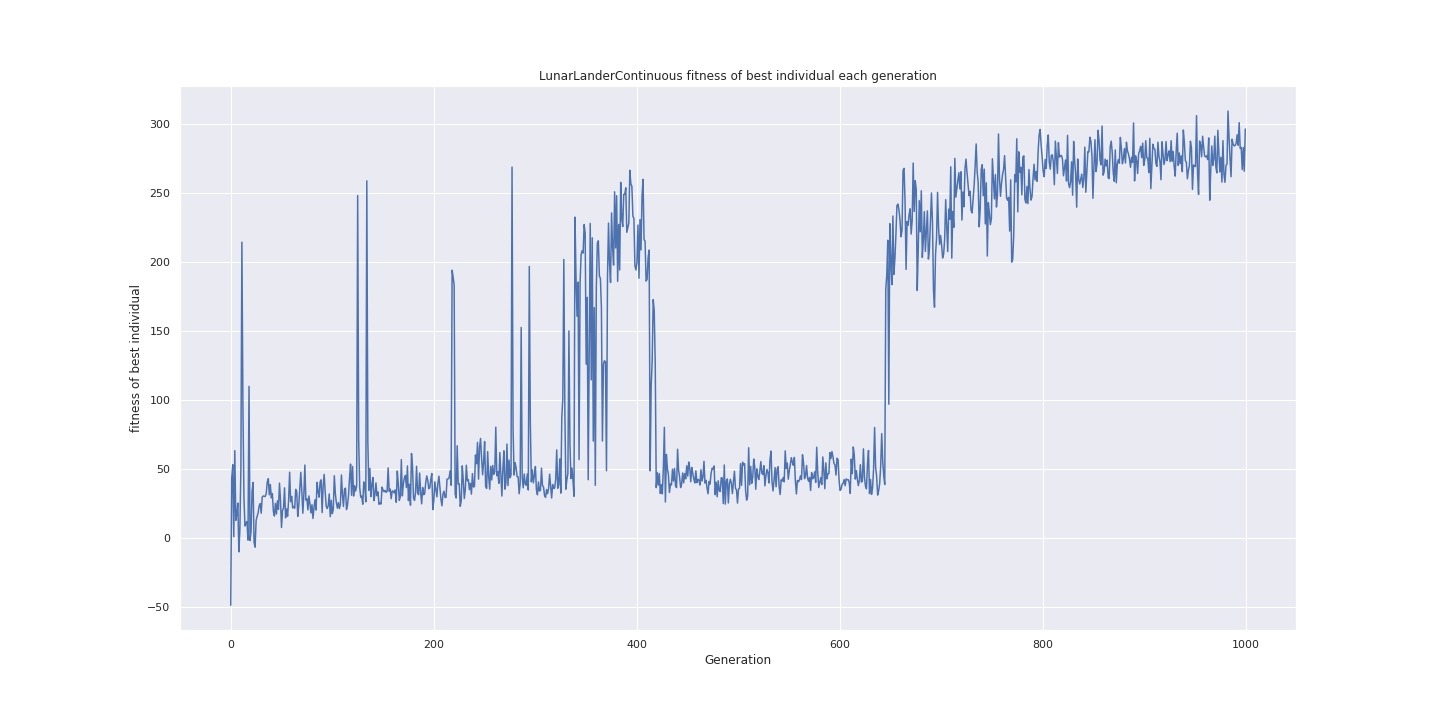 LunarLanderContinuous fitness of best individual each generation
300
250
200
150
100
50
0
−50
fitness of best individual
0 200 400 600 800 1000
Generation